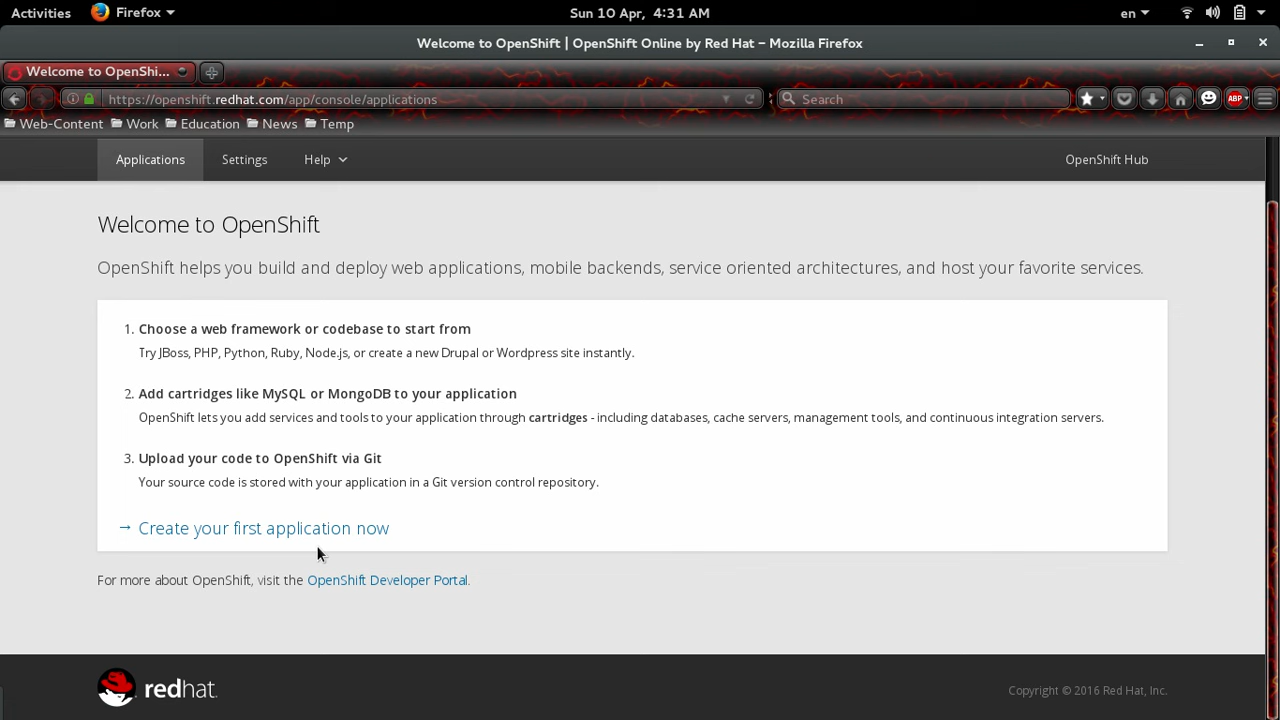 Activities Firefox Sun 10 Apr, 4:31 AM en
Welcome to OpenShift | OpenShift Online by Red Hat – Mozilla Firefox
Welcome to OpenShi...
https://openshift.redhat.com/app/console/applications Search ABP
Web-Content Work Education News Temp
Applications Settings Help OpenShift Hub
Welcome to OpenShift
OpenShift helps you build and deploy web applications, mobile backends, service oriented architectures, and host your favorite services.
1. Choose a web framework or codebase to start from
Try JBoss, PHP, Python, Ruby, Node.js, or create a new Drupal or Wordpress site instantly.
2. Add cartridges like MySQL or MongoDB to your application
OpenShift lets you add services and tools to your application through cartridges - including databases, cache servers, management tools, and continuous integration servers.
3. Upload your code to OpenShift via Git
Your source code is stored with your application in a Git version control repository.
→ Create your first application now
For more about OpenShift, visit the OpenShift Developer Portal.
redhat. Copyright © 2016 Red Hat, Inc.